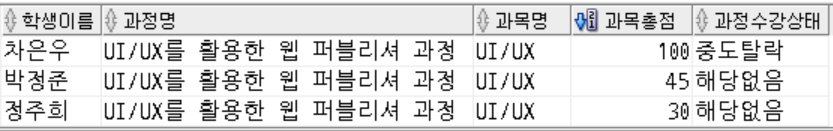 학생이름 과정명 과목명 과목총점 과정수강상태
차은우 UI/UX를 활용한 웹 퍼블리셔 과정 UI/UX 100 중도탈락
박정준 UI/UX를 활용한 웹 퍼블리셔 과정 UI/UX 45 해당없음
정주희 UI/UX를 활용한 웹 퍼블리셔 과정 UI/UX 30 해당없음